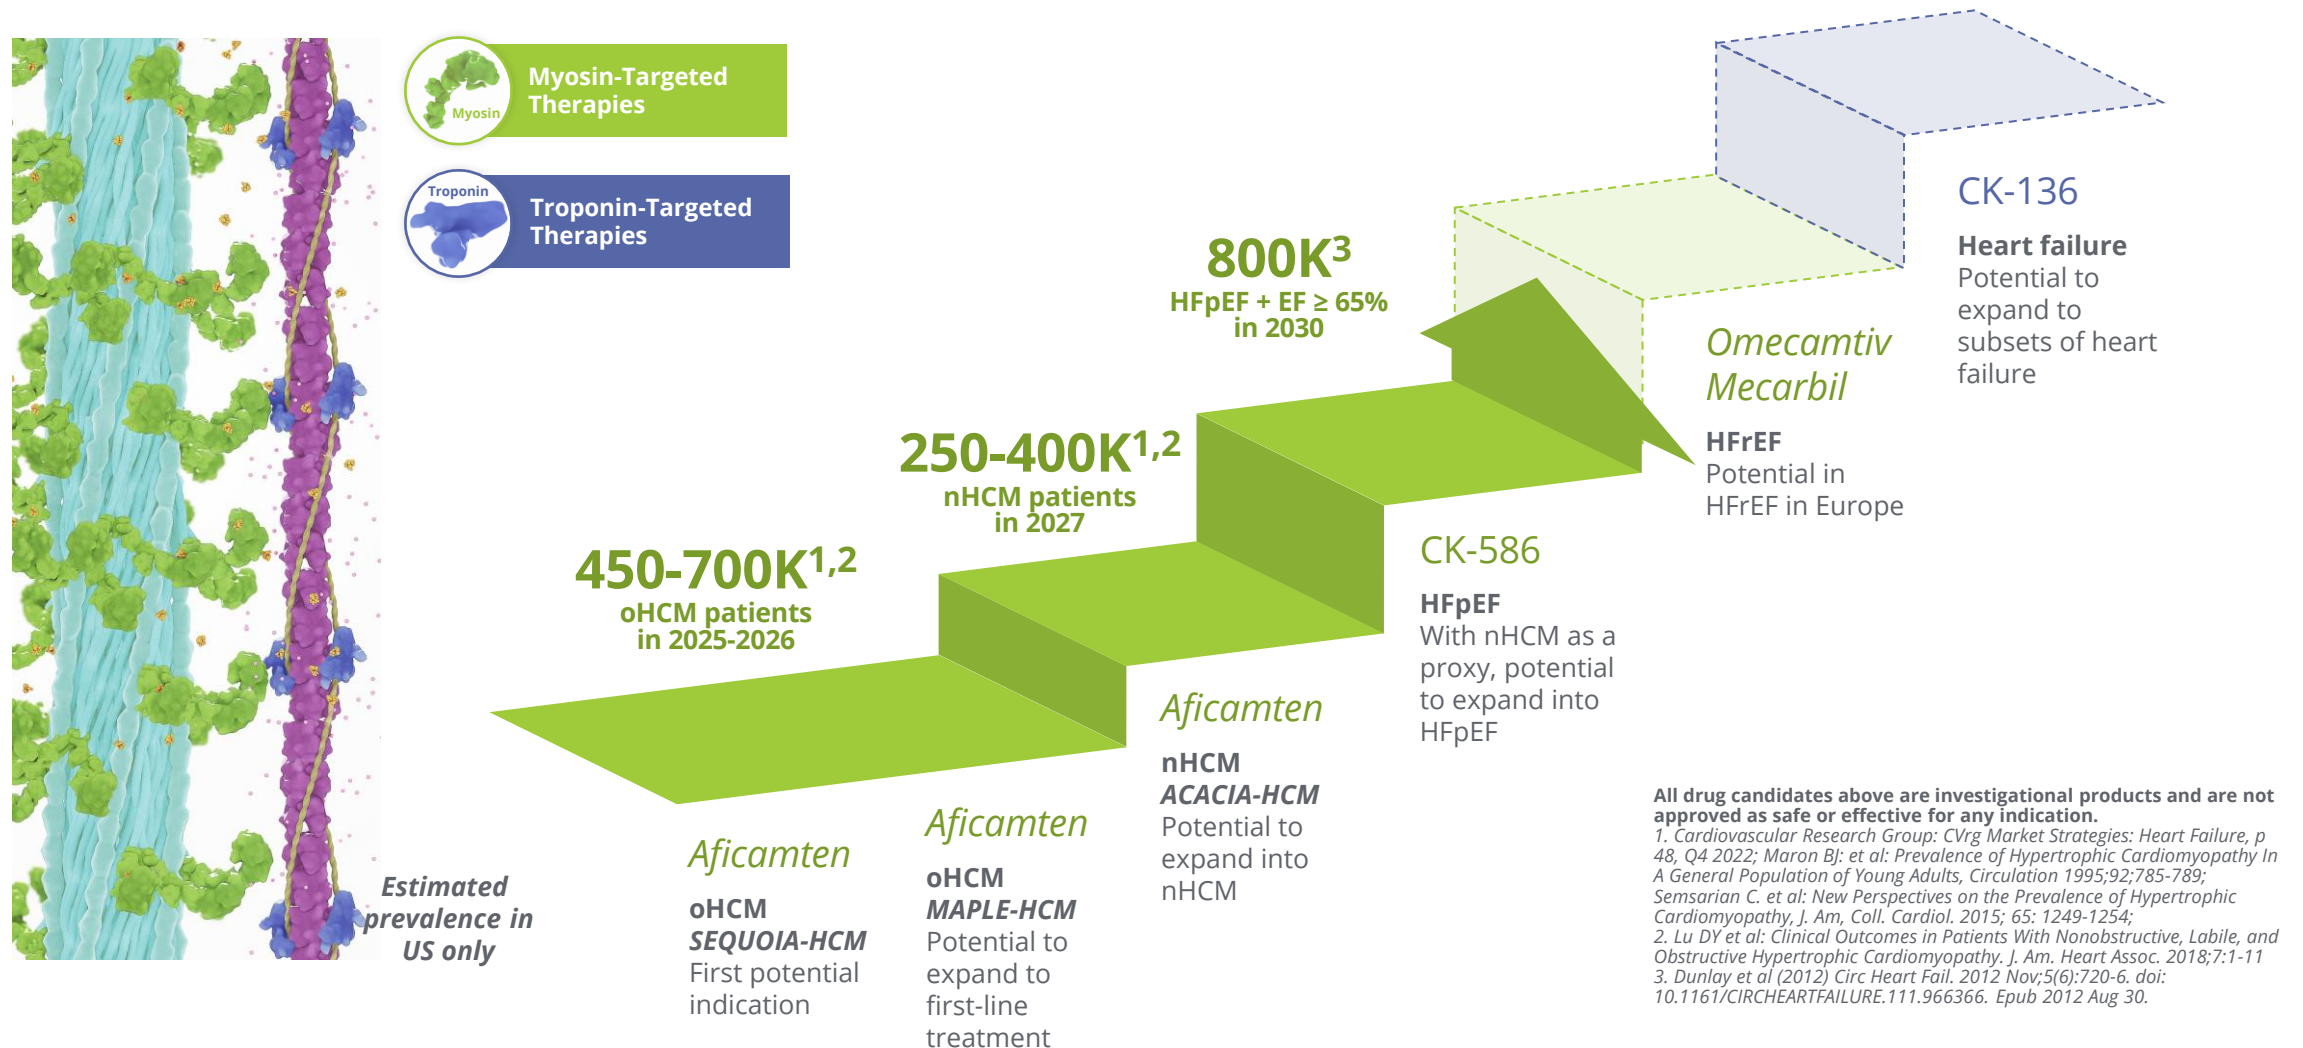 Myosin
Myosin-Targeted
Therapies
Troponin
Troponin-Targeted
Therapies
450-700K1,2
oHCM patients
in 2025-2026
250-400K1,2
nHCM patients
in 2027
800K3
HFpEF + EF ≥ 65%
in 2030
Estimated
prevalence in
US only
Aficamten
oHCM
SEQUOIA-HCM
First potential
indication
Aficamten
oHCM
MAPLE-HCM
Potential to
expand to
first-line
treatment
Aficamten
nHCM
ACACIA-HCM
Potential to
expand into
nHCM
CK-586
HFpEF
With nHCM as a
proxy, potential
to expand into
HFpEF
Omecamtiv
Mecarbil
HFrEF
Potential in
HFrEF in Europe
CK-136
Heart failure
Potential to
expand to
subsets of heart
failure
All drug candidates above are investigational products and are not
approved as safe or effective for any indication.
1. Cardiovascular Research Group: CVrg Market Strategies: Heart Failure, p
48, Q4 2022; Maron BJ: et al: Prevalence of Hypertrophic Cardiomyopathy In
A General Population of Young Adults, Circulation 1995;92;785-789;
Semsarian C. et al: New Perspectives on the Prevalence of Hypertrophic
Cardiomyopathy, J. Am, Coll. Cardiol. 2015; 65: 1249-1254;
2. Lu DY et al: Clinical Outcomes in Patients With Nonobstructive, Labile, and
Obstructive Hypertrophic Cardiomyopathy. J. Am. Heart Assoc. 2018;7:1-11
3. Dunlay et al (2012) Circ Heart Fail. 2012 Nov;5(6):720-6. doi:
10.1161/CIRCHEARTFAILURE.111.966366. Epub 2012 Aug 30.